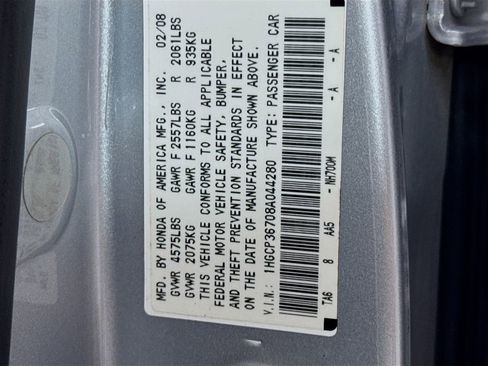 MFD. BY HONDA OF AMERICA MFG., INC. 02/08
GVWR 4575LBS GAWR F 2557LBS R 2061LBS
GVWR 2075KG GAWR F 1160KG R 935KG
THIS VEHICLE CONFORMS TO ALL APPLICABLE
FEDERAL MOTOR VEHICLE SAFETY, BUMPER,
AND THEFT PREVENTION STANDARDS IN EFFECT
ON THE DATE OF MANUFACTURE SHOWN ABOVE.
V.I.N.: 1HGCP36708A044280 TYPE: PASSENGER CAR
TA6 8 AA5 -NH700M -A -A